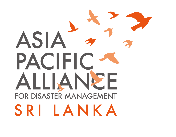 ASIA
PACIFIC
ALLIANCE
FOR DISASTER MANAGEMENT
SRI LANKA